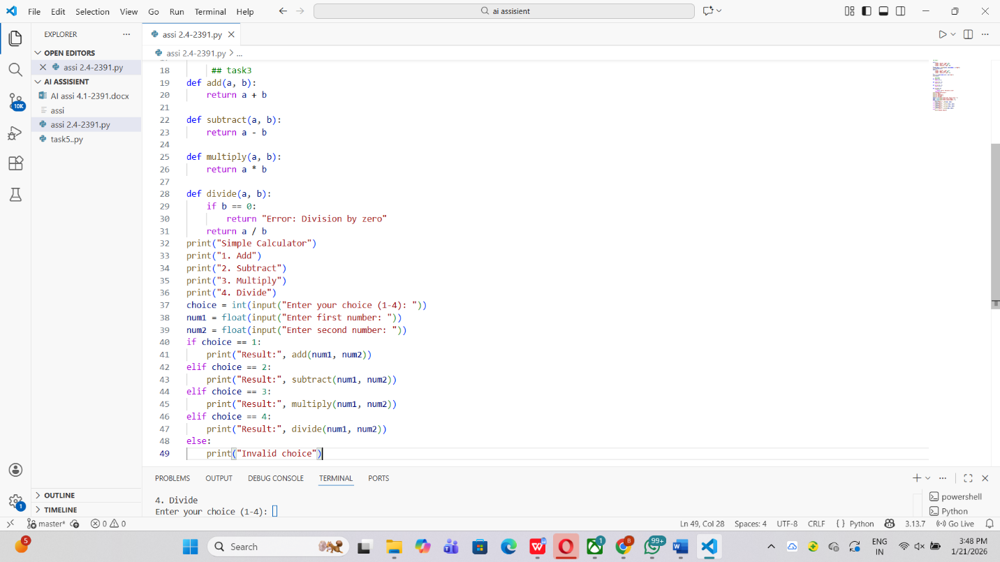 File Edit Selection View Go Run Terminal Help
ai assisient
EXPLORER
OPEN EDITORS
assi 2.4-2391.py
AI ASSISIENT
AI assi 4.1-2391.docx
assi
assi 2.4-2391.py
task5..py
OUTLINE
TIMELINE
10K
1
assi 2.4-2391.py
assi 2.4-2391.py > ...
18 ## task3
19 def add(a, b):
20 return a + b
21
22 def subtract(a, b):
23 return a - b
24
25 def multiply(a, b):
26 return a * b
27
28 def divide(a, b):
29 if b == 0:
30 return "Error: Division by zero"
31 return a / b
32 print("Simple Calculator")
33 print("1. Add")
34 print("2. Subtract")
35 print("3. Multiply")
36 print("4. Divide")
37 choice = int(input("Enter your choice (1-4): "))
38 num1 = float(input("Enter first number: "))
39 num2 = float(input("Enter second number: "))
40 if choice == 1:
41 print("Result:", add(num1, num2))
42 elif choice == 2:
43 print("Result:", subtract(num1, num2))
44 elif choice == 3:
45 print("Result:", multiply(num1, num2))
46 elif choice == 4:
47 print("Result:", divide(num1, num2))
48 else:
49 print("Invalid choice")
PROBLEMS OUTPUT DEBUG CONSOLE TERMINAL PORTS
4. Divide
Enter your choice (1-4):
powershell
Python
master* 0 0
Ln 49, Col 28 Spaces: 4 UTF-8 CRLF { } Python 3.13.7 Go Live
5
Search
1
B
99+
ENG
IN
3:48 PM
1/21/2026